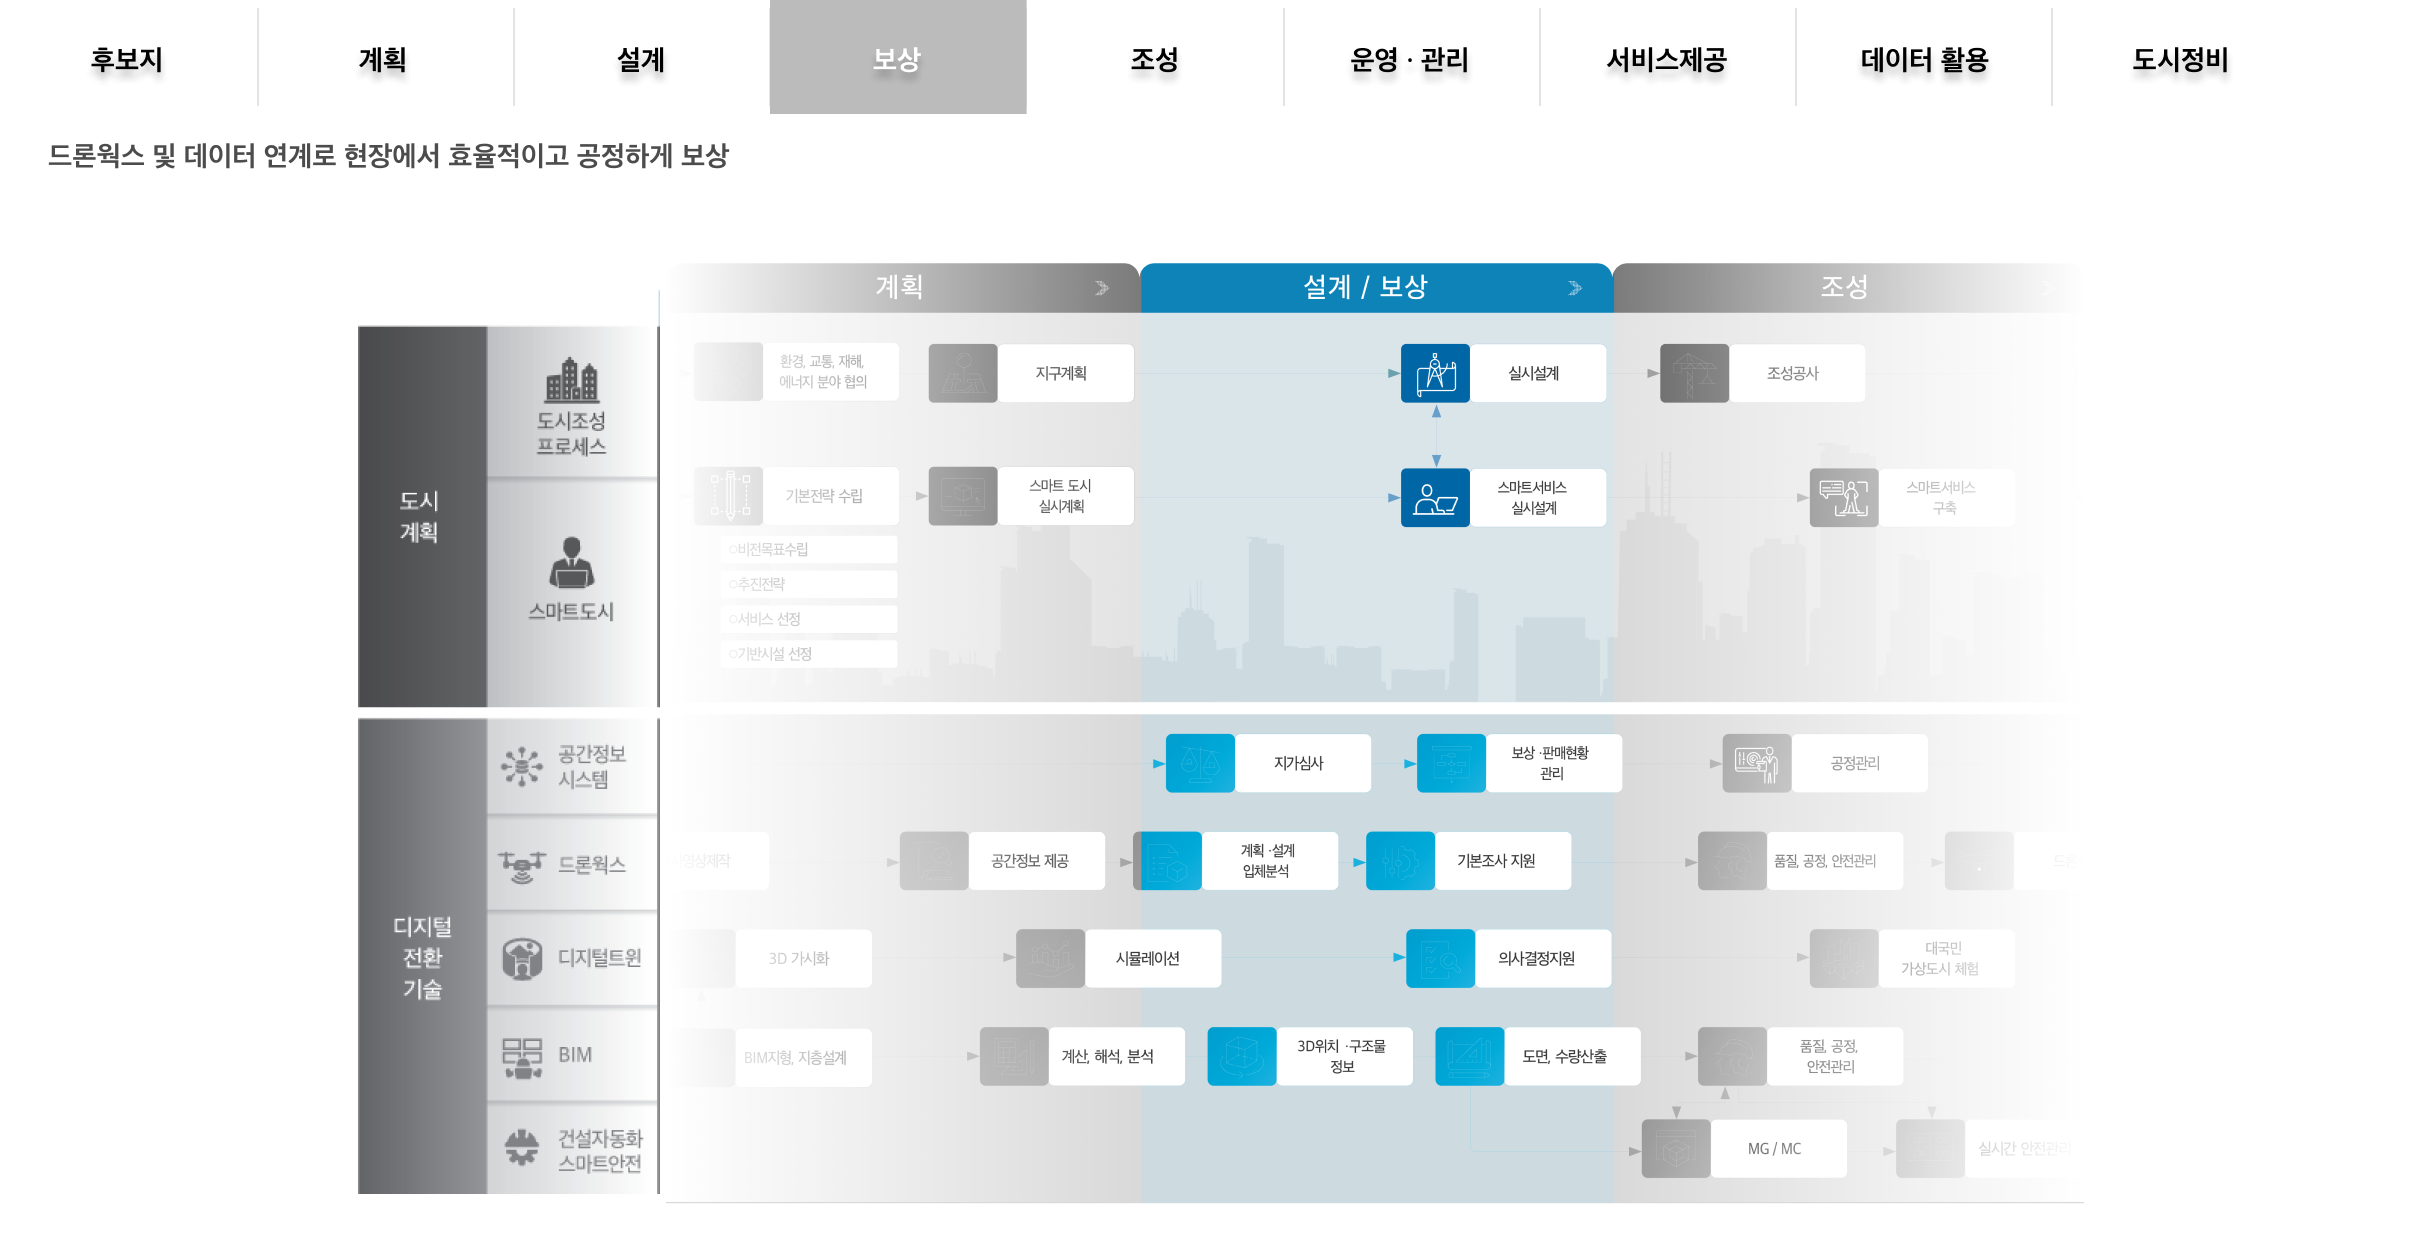 후보지
계획
설계
보상
조성
운영 · 관리
서비스제공
데이터 활용
도시정비
드론웍스 및 데이터 연계로 현장에서 효율적이고 공정하게 보상
계획
설계 / 보상
조성
도시
계획
도시조성
프로세스
환경, 교통, 재해,
에너지 분야 협의
지구계획
실시설계
조성공사
스마트도시
기본전략 수립
스마트 도시
실시계획
스마트서비스
실시설계
스마트서비스
구축
○비전목표수립
○추진전략
○서비스 선정
○기반시설 선정
디지털
전환
기술
공간정보
시스템
지가심사
보상 ·판매현황
관리
공정관리
드론웍스
영상제작
공간정보 제공
계획 ·설계
입체분석
기본조사 지원
품질, 공정, 안전관리
디지털트윈
3D 가시화
시뮬레이션
의사결정지원
대국민
가상도시 체험
BIM
BIM지형, 지층설계
계산, 해석, 분석
3D위치 ·구조물
정보
도면, 수량산출
품질, 공정,
안전관리
건설자동화
스마트안전
MG / MC
실시간 안전관리